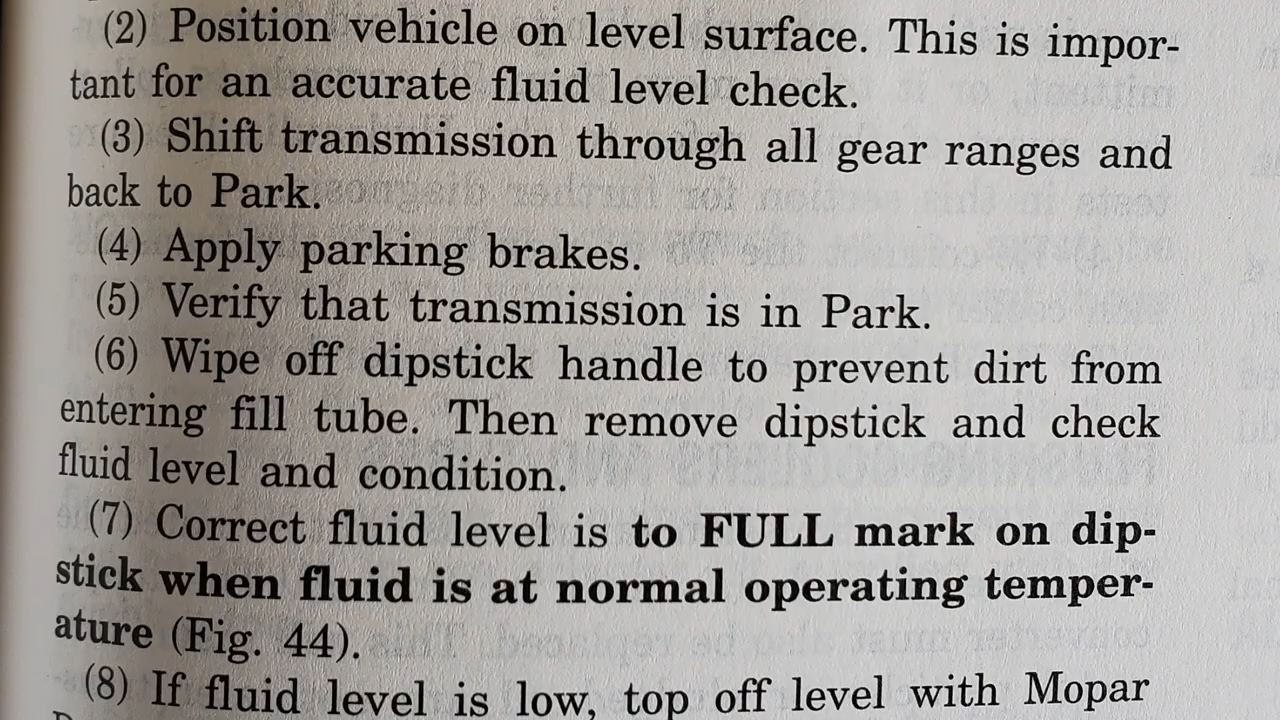 (2) Position vehicle on level surface. This is impor-
tant for an accurate fluid level check.
(3) Shift transmission through all gear ranges and
back to Park.
(4) Apply parking brakes.
(5) Verify that transmission is in Park.
(6) Wipe off dipstick handle to prevent dirt from
entering fill tube. Then remove dipstick and check
fluid level and condition.
(7) Correct fluid level is to FULL mark on dip-
stick when fluid is at normal operating temper-
ature (Fig. 44).
(8) If fluid level is low, top off level with Mopar